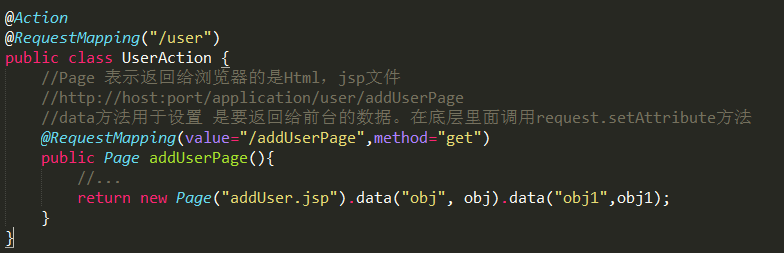 @Action
@RequestMapping("/user")
public class UserAction {
//Page 表示返回给浏览器的是Html，jsp文件
//http://host:port/application/user/addUserPage
//data方法用于设置 是要返回给前台的数据。在底层里面调用request.setAttribute方法
@RequestMapping(value="/addUserPage",method="get")
public Page addUserPage(){
//...
return new Page("addUser.jsp").data("obj", obj).data("obj1",obj1);
}
}